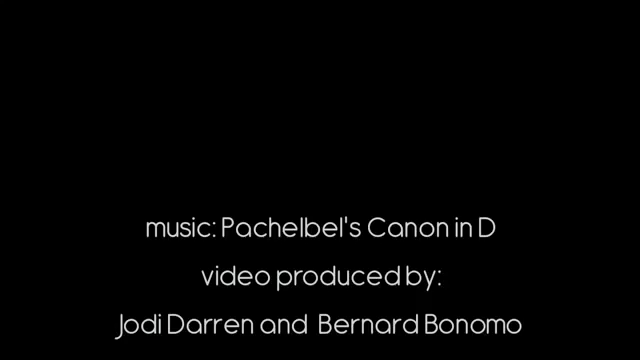 music: Pachelbel's Canon in D
video produced by:
Jodi Darren and Bernard Bonomo